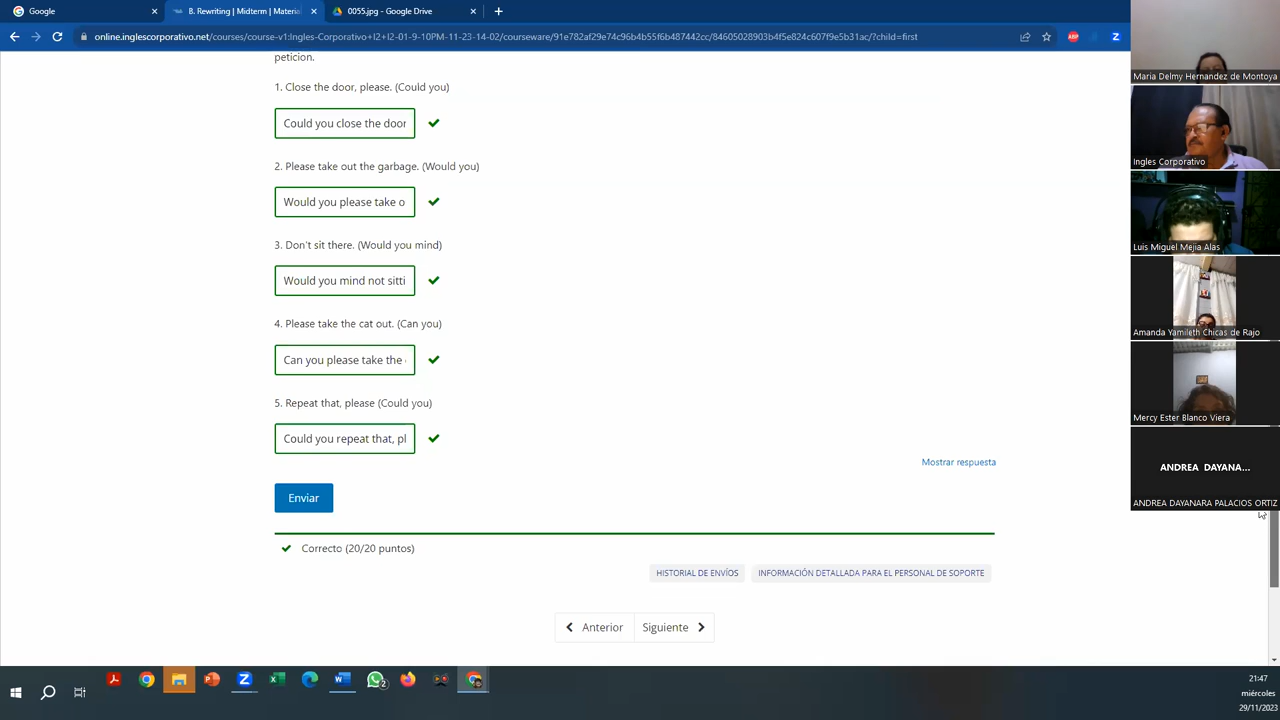 Google
B. Rewriting | Midterm | Material
0055.jpg - Google Drive
online.inglescorporativo.net/courses/course-v1:Ingles-Corporativo+I2+I2-01-9-10PM-11-23-14-02/courseware/91e782af29e74c96b4b55f6b487442cc/84605028903b4f5e824c607f9e5b31ac/?child=first
peticion.
1. Close the door, please. (Could you)
Could you close the door
2. Please take out the garbage. (Would you)
Would you please take o
3. Don't sit there. (Would you mind)
Would you mind not sitti
4. Please take the cat out. (Can you)
Can you please take the
5. Repeat that, please (Could you)
Could you repeat that, pl
Mostrar respuesta
Enviar
Correcto (20/20 puntos)
HISTORIAL DE ENVÍOS
INFORMACIÓN DETALLADA PARA EL PERSONAL DE SOPORTE
Anterior
Siguiente
Maria Delmy Hernandez de Montoya
Ingles Corporativo
Luis Miguel Mejia Alas
Amanda Yamileth Chicas de Rajo
Mercy Ester Blanco Viera
ANDREA DAYANA...
ANDREA DAYANARA PALACIOS ORTIZ
2
21:47
miércoles
29/11/2023